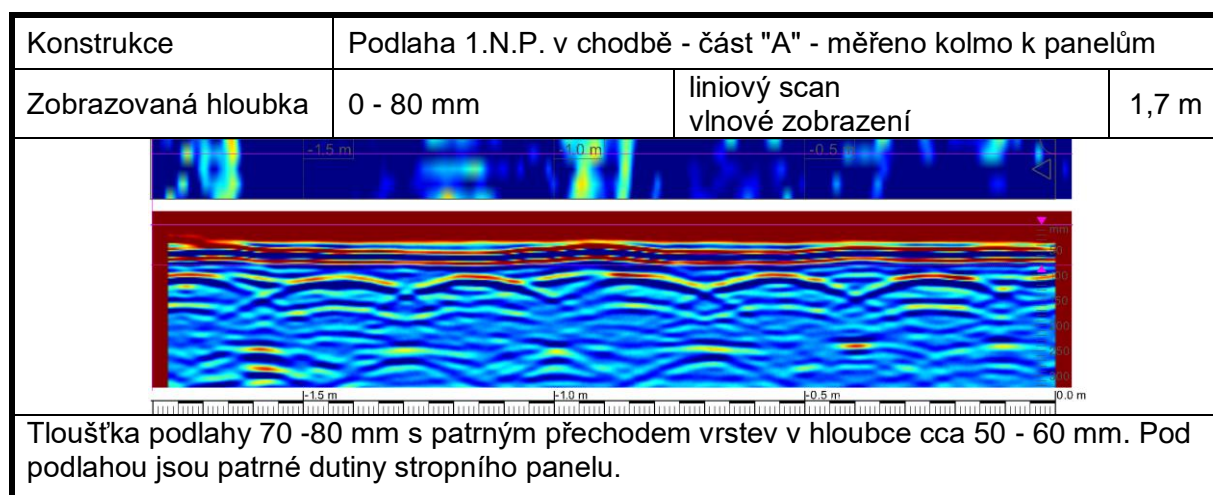 Konstrukce
Podlaha 1.N.P. v chodbě - část "A" - měřeno kolmo k panelům
Zobrazovaná hloubka
0 - 80 mm
liniový scan
vlnové zobrazení
1,7 m
-1.5 m
-1.0 m
-0.5 m
mm
-1.5 m
-1.0 m
-0.5 m
0.0 m
Tloušťka podlahy 70 -80 mm s patrným přechodem vrstev v hloubce cca 50 - 60 mm. Pod
podlahou jsou patrné dutiny stropního panelu.